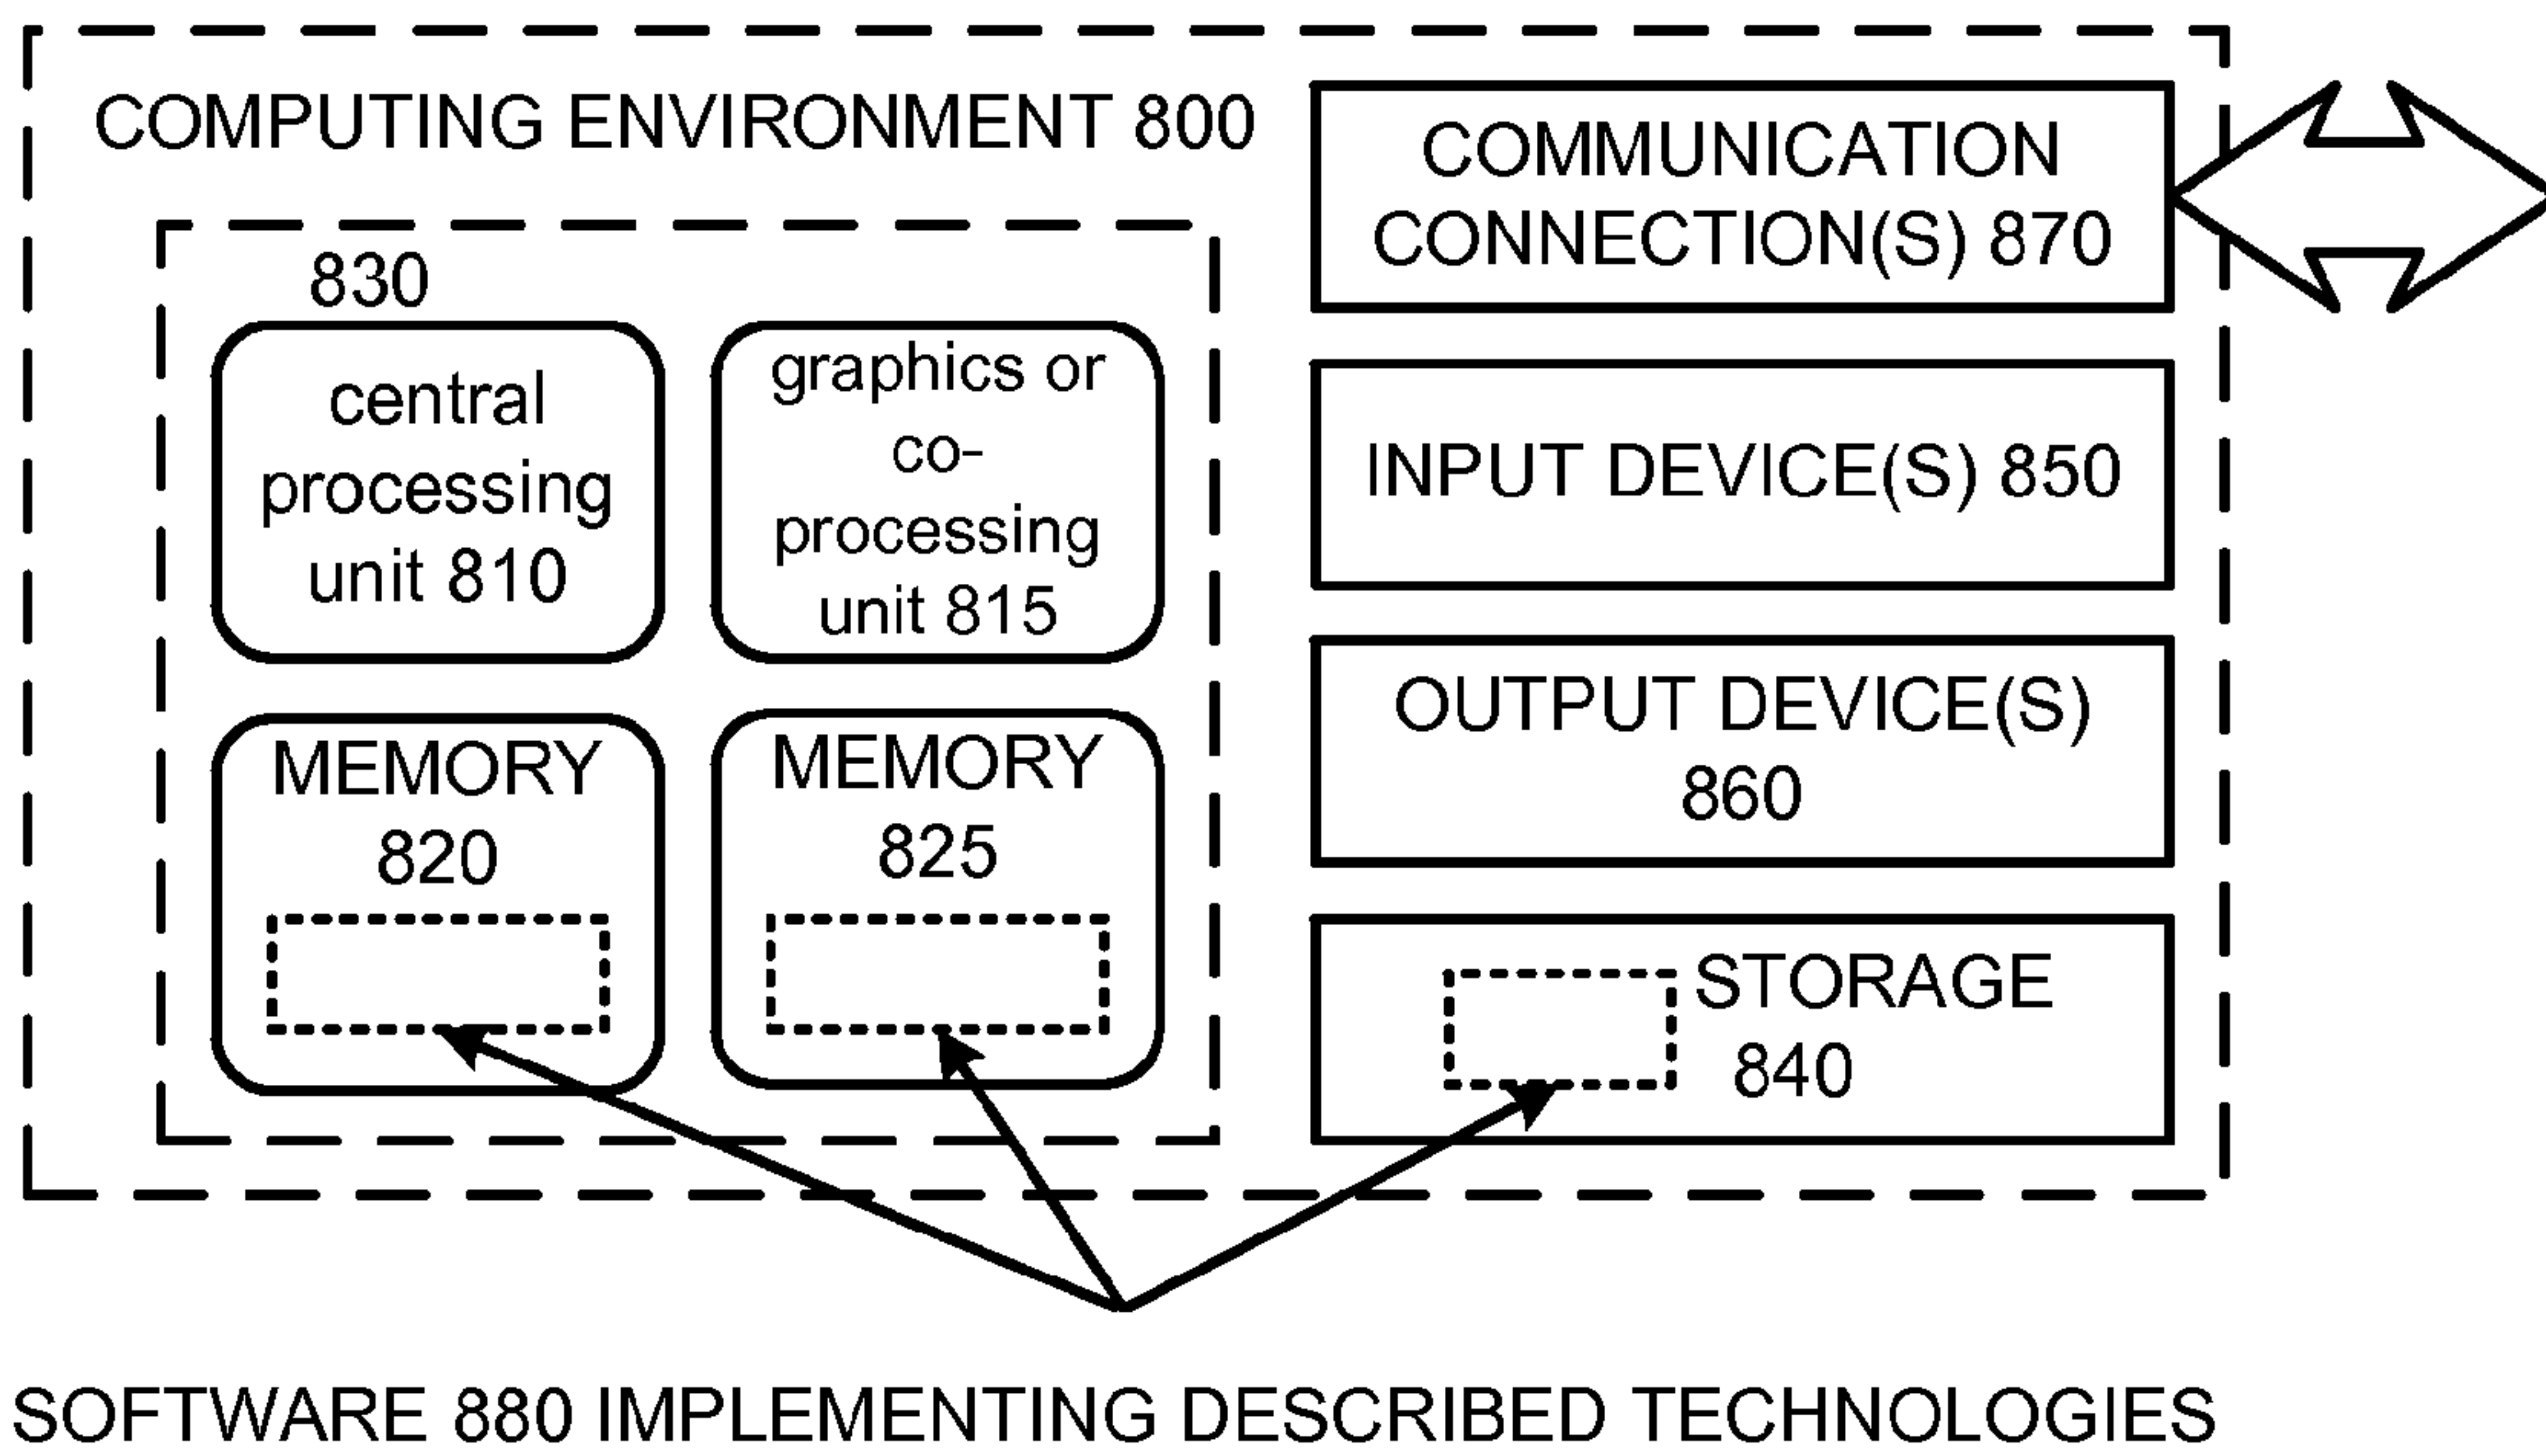 COMPUTING ENVIRONMENT 800
830
central
processing
unit 810
graphics or
co-
processing
unit 815
MEMORY
820
MEMORY
825
COMMUNICATION
CONNECTION(S) 870
INPUT DEVICE(S) 850
OUTPUT DEVICE(S)
860
STORAGE
840
SOFTWARE 880 IMPLEMENTING DESCRIBED TECHNOLOGIES